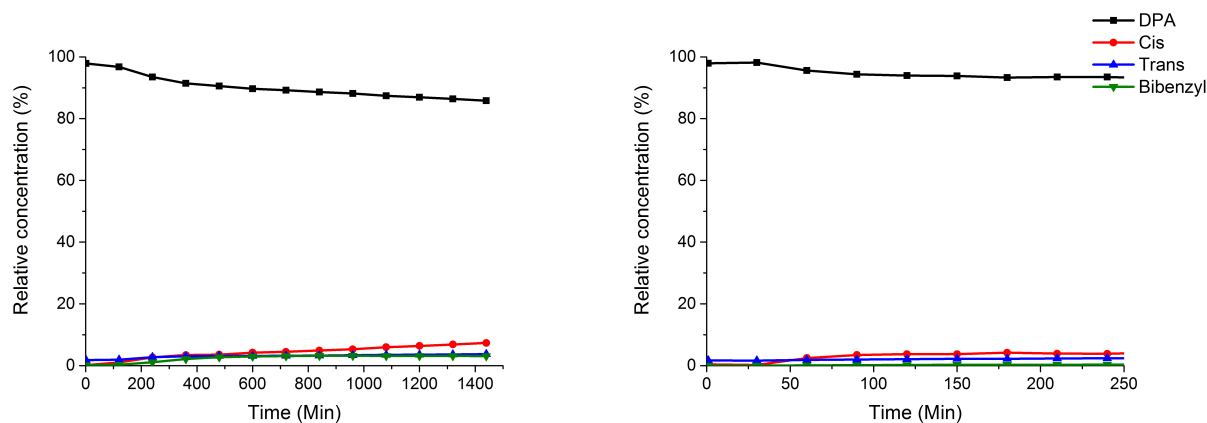 DPA
Cis
Trans
Bibenzyl
Relative concentration (%)
100
80
60
40
20
0
0 200 400 600 800 1000 1200 1400
Time (Min)
Relative concentration (%)
100
80
60
40
20
0
0 50 100 150 200 250
Time (Min)